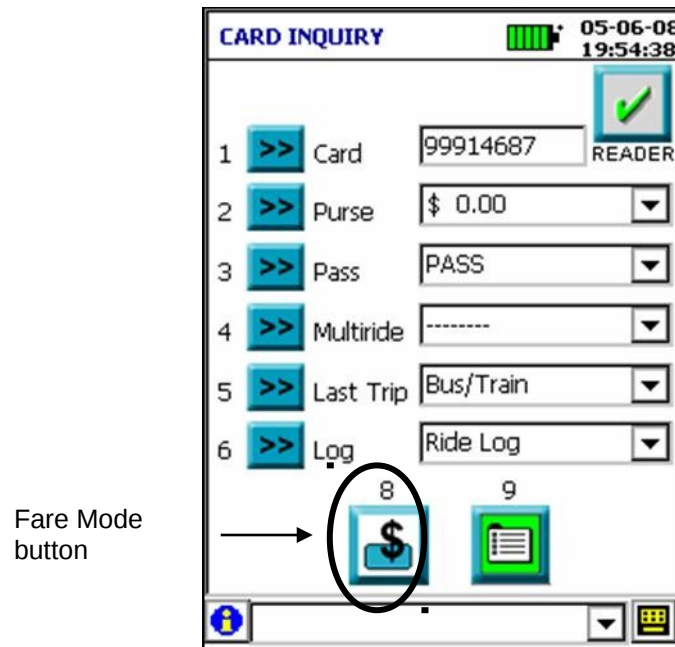 CARD INQUIRY
05-06-08
19:54:38
READER
1 >> Card 99914687
2 >> Purse $ 0.00
3 >> Pass PASS
4 >> Multiride --------
5 >> Last Trip Bus/Train
6 >> Log Ride Log
8 9
Fare Mode
button
$